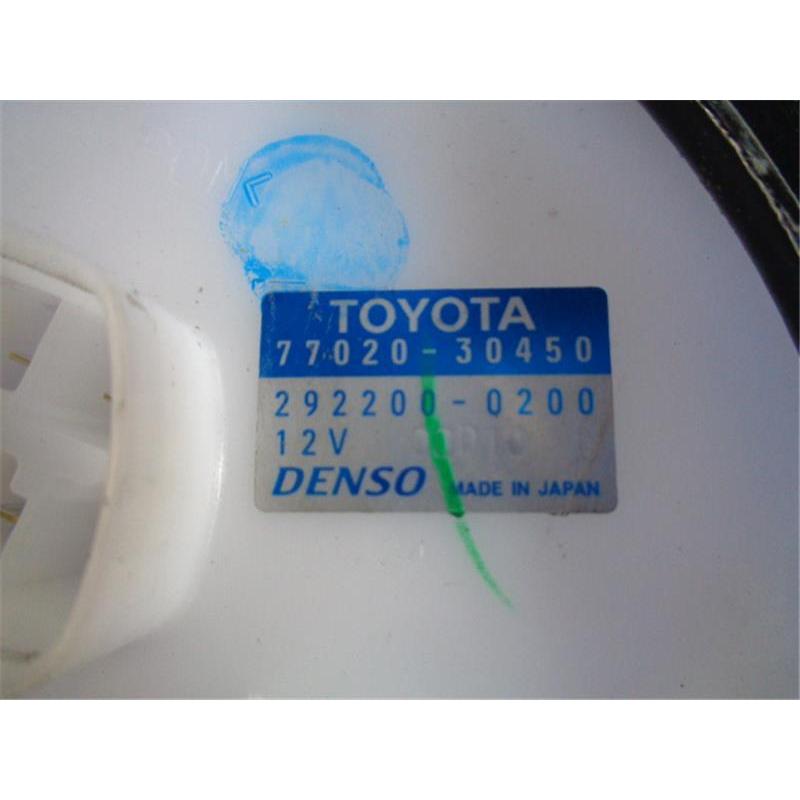 TOYOTA
77020-30450
292200-0200
12V
DENSO MADE IN JAPAN